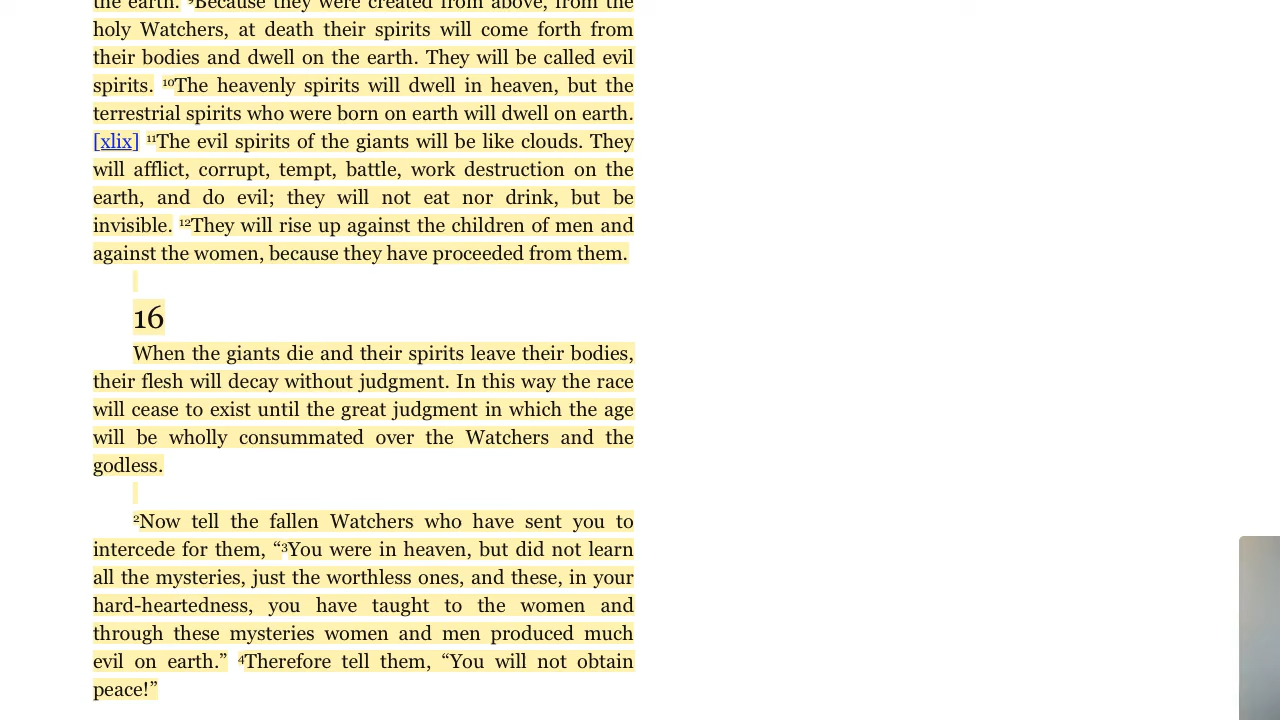 the earth. ⁹Because they were created from above, from the
holy Watchers, at death their spirits will come forth from
their bodies and dwell on the earth. They will be called evil
spirits. ¹⁰The heavenly spirits will dwell in heaven, but the
terrestrial spirits who were born on earth will dwell on earth.
[xlix] ¹¹The evil spirits of the giants will be like clouds. They
will afflict, corrupt, tempt, battle, work destruction on the
earth, and do evil; they will not eat nor drink, but be
invisible. ¹²They will rise up against the children of men and
against the women, because they have proceeded from them.
16
When the giants die and their spirits leave their bodies,
their flesh will decay without judgment. In this way the race
will cease to exist until the great judgment in which the age
will be wholly consummated over the Watchers and the
godless.
²Now tell the fallen Watchers who have sent you to
intercede for them, “³You were in heaven, but did not learn
all the mysteries, just the worthless ones, and these, in your
hard-heartedness, you have taught to the women and
through these mysteries women and men produced much
evil on earth.” ⁴Therefore tell them, “You will not obtain
peace!”